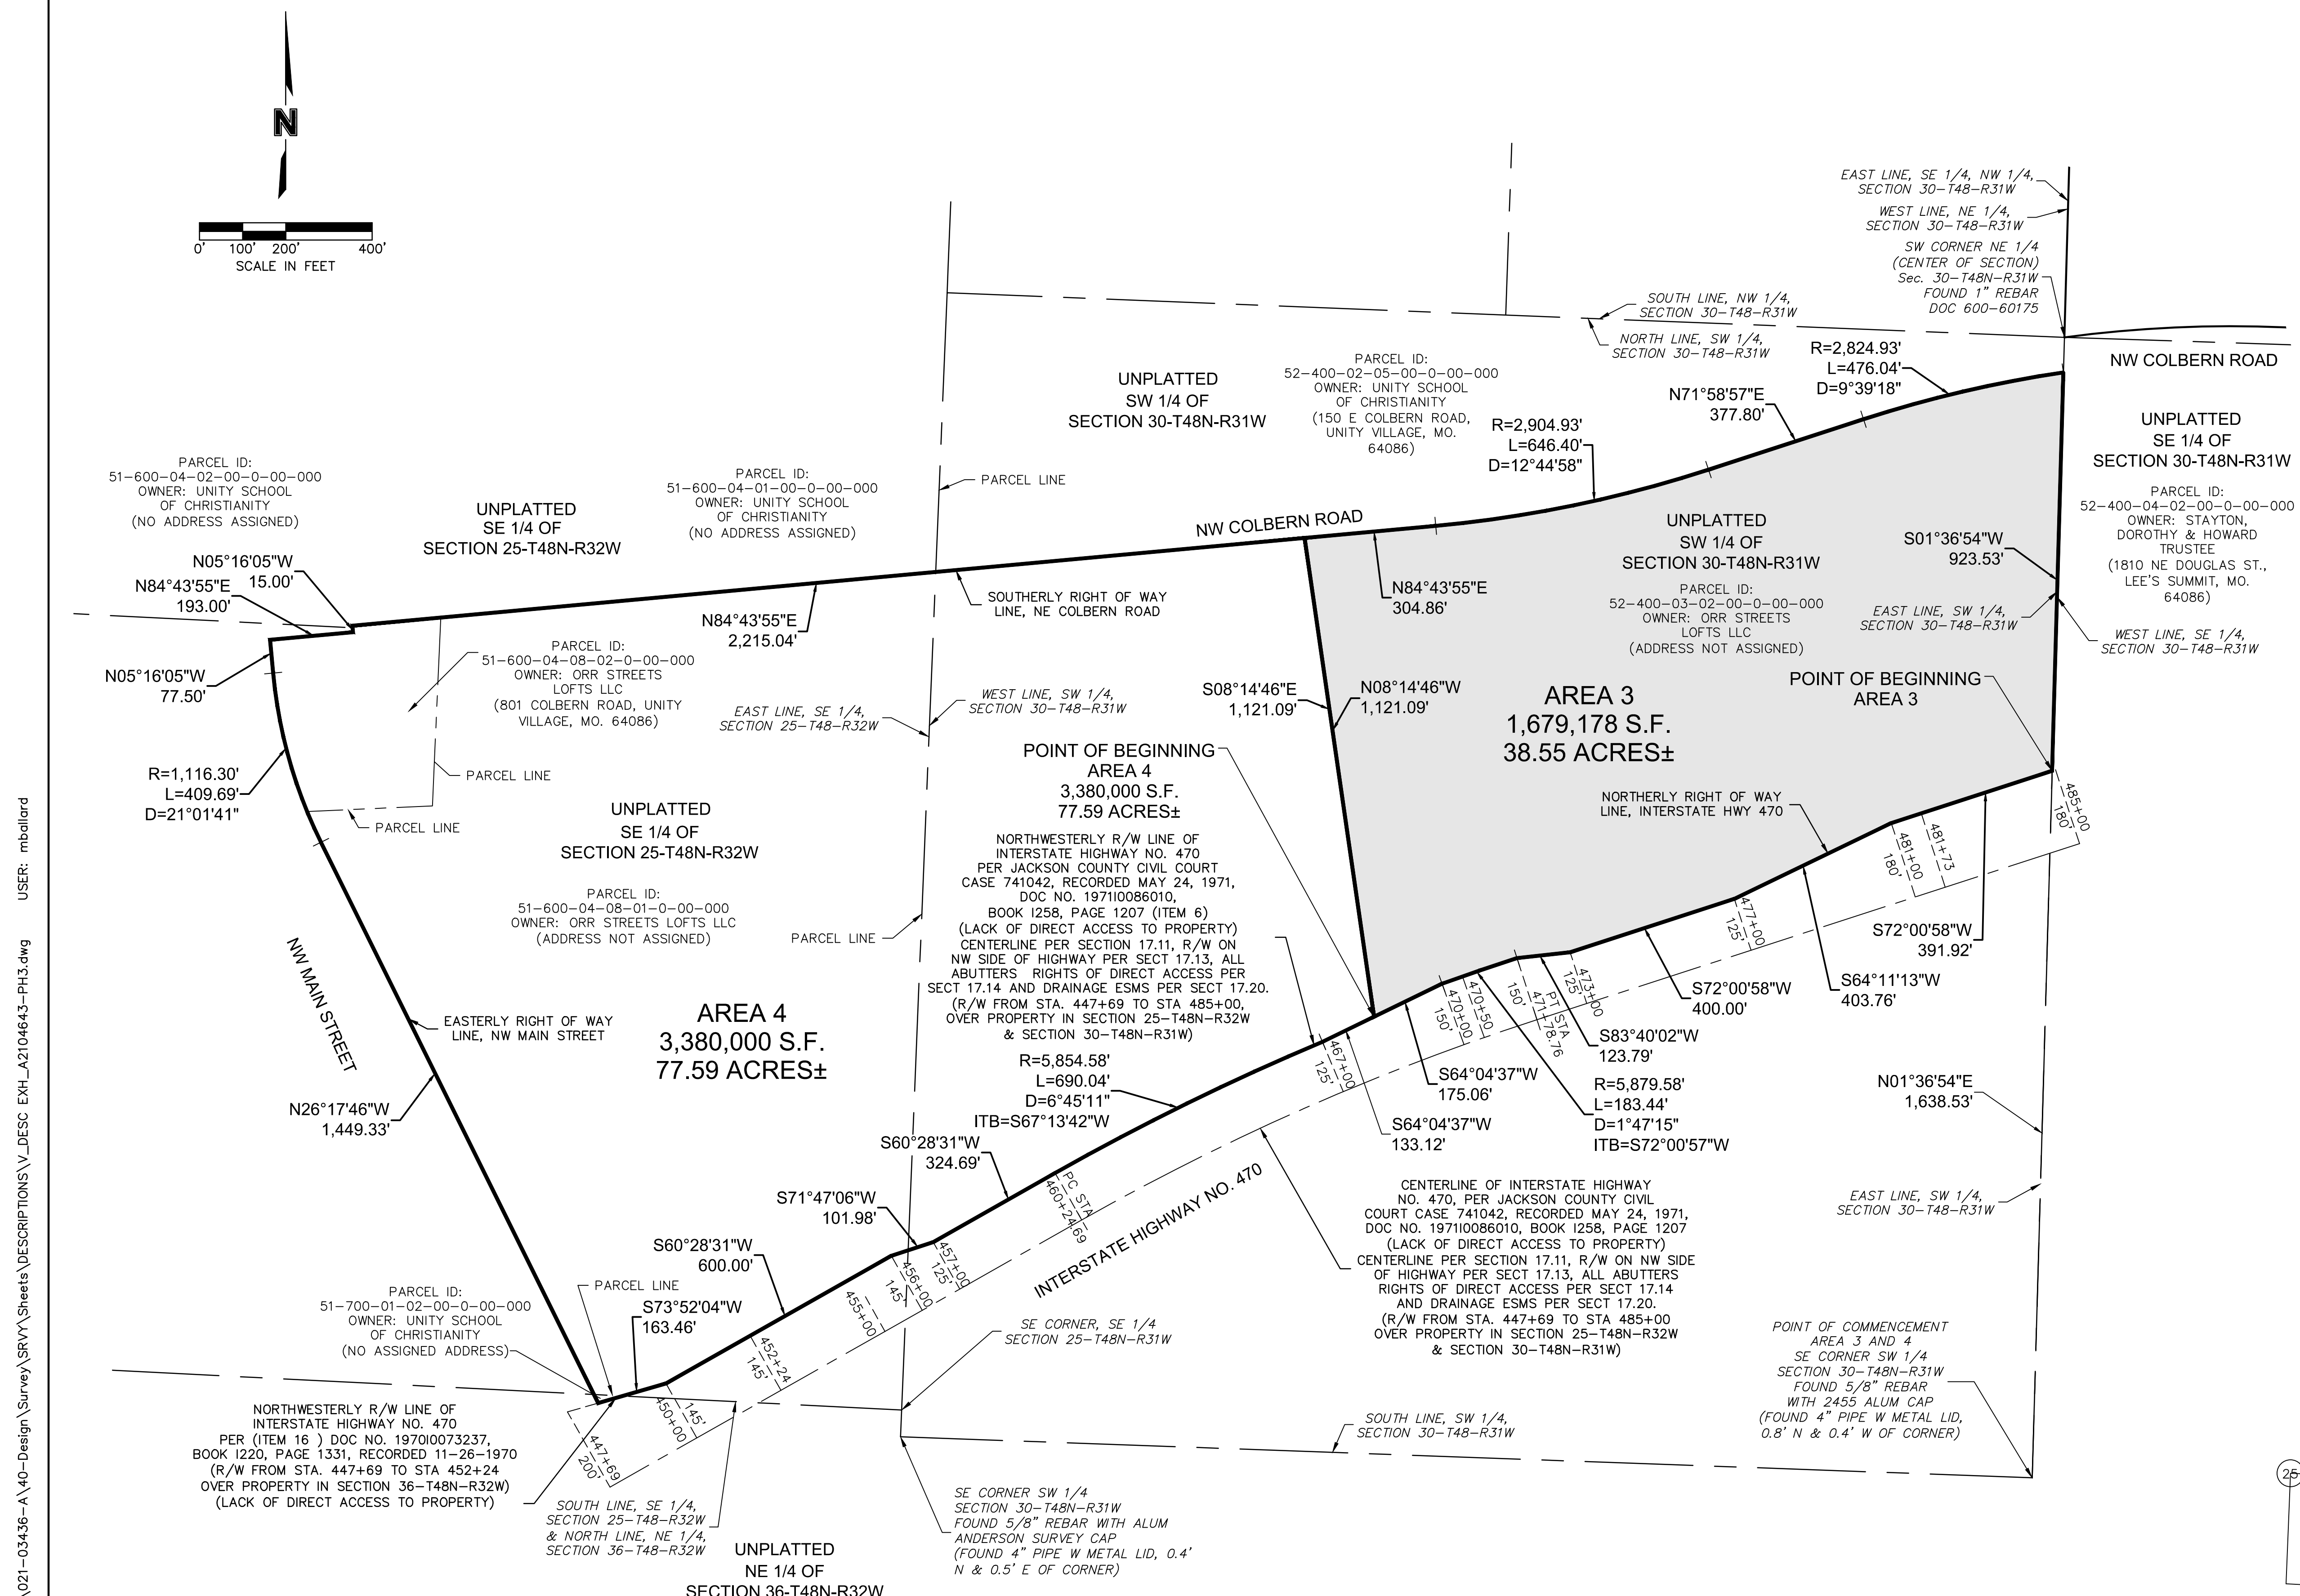 N
0' 100' 200' 400'
SCALE IN FEET
EAST LINE, SE 1/4, NW 1/4,
SECTION 30-T48-R31W
WEST LINE, NE 1/4,
SECTION 30-T48-R31W
SW CORNER NE 1/4
(CENTER OF SECTION)
Sec. 30-T48N-R31W
FOUND 1" REBAR
DOC 600-60175
SOUTH LINE, NW 1/4,
SECTION 30-T48-R31W
NORTH LINE, SW 1/4,
SECTION 30-T48-R31W
R=2,824.93'
L=476.04'
D=9°39'18"
NW COLBERN ROAD
UNPLATTED
SW 1/4 OF
SECTION 30-T48N-R31W
PARCEL ID:
52-400-02-05-00-0-00-000
OWNER: UNITY SCHOOL
OF CHRISTIANITY
(150 E COLBERN ROAD,
UNITY VILLAGE, MO.
64086)
N71°58'57"E
377.80'
R=2,904.93'
L=646.40'
D=12°44'58"
UNPLATTED
SE 1/4 OF
SECTION 30-T48N-R31W
PARCEL ID:
52-400-04-02-00-0-00-000
OWNER: STAYTON,
DOROTHY & HOWARD
TRUSTEE
(1810 NE DOUGLAS ST.,
LEE'S SUMMIT, MO.
64086)
PARCEL ID:
51-600-04-02-00-0-00-000
OWNER: UNITY SCHOOL
OF CHRISTIANITY
(NO ADDRESS ASSIGNED)
UNPLATTED
SE 1/4 OF
SECTION 25-T48N-R32W
PARCEL ID:
51-600-04-01-00-0-00-000
OWNER: UNITY SCHOOL
OF CHRISTIANITY
(NO ADDRESS ASSIGNED)
PARCEL LINE
NW COLBERN ROAD
UNPLATTED
SW 1/4 OF
SECTION 30-T48N-R31W
S01°36'54"W
923.53'
N05°16'05"W
15.00'
N84°43'55"E
193.00'
SOUTHERLY RIGHT OF WAY
LINE, NE COLBERN ROAD
N84°43'55"E
304.86'
PARCEL ID:
52-400-03-02-00-0-00-000
OWNER: ORR STREETS
LOFTS LLC
(ADDRESS NOT ASSIGNED)
EAST LINE, SW 1/4,
SECTION 30-T48-R31W
WEST LINE, SE 1/4,
SECTION 30-T48-R31W
N84°43'55"E
2,215.04'
PARCEL ID:
51-600-04-08-02-0-00-000
OWNER: ORR STREETS
LOFTS LLC
(801 COLBERN ROAD, UNITY
VILLAGE, MO. 64086)
N05°16'05"W
77.50'
WEST LINE, SW 1/4,
SECTION 30-T48-R31W
EAST LINE, SE 1/4,
SECTION 25-T48-R32W
S08°14'46"E
1,121.09'
N08°14'46"W
1,121.09'
POINT OF BEGINNING
AREA 3
AREA 3
1,679,178 S.F.
38.55 ACRES±
POINT OF BEGINNING
AREA 4
3,380,000 S.F.
77.59 ACRES±
R=1,116.30'
L=409.69'
D=21°01'41"
PARCEL LINE
PARCEL LINE
UNPLATTED
SE 1/4 OF
SECTION 25-T48N-R32W
NORTHERLY RIGHT OF WAY
LINE, INTERSTATE HWY 470
485+00
180'
481+73
481+00
180'
NORTHWESTERLY R/W LINE OF
INTERSTATE HIGHWAY NO. 470
PER JACKSON COUNTY CIVIL COURT
CASE 741042, RECORDED MAY 24, 1971,
DOC NO. 1971I0086010,
BOOK I258, PAGE 1207 (ITEM 6)
(LACK OF DIRECT ACCESS TO PROPERTY)
CENTERLINE PER SECTION 17.11, R/W ON
NW SIDE OF HIGHWAY PER SECT 17.13, ALL
ABUTTERS RIGHTS OF DIRECT ACCESS PER
SECT 17.14 AND DRAINAGE ESMS PER SECT 17.20.
(R/W FROM STA. 447+69 TO STA 485+00,
OVER PROPERTY IN SECTION 25-T48N-R32W
& SECTION 30-T48N-R31W)
PARCEL ID:
51-600-04-08-01-0-00-000
OWNER: ORR STREETS LOFTS LLC
(ADDRESS NOT ASSIGNED)
PARCEL LINE
477+00
125'
S72°00'58"W
391.92'
S64°11'13"W
403.76'
S72°00'58"W
400.00'
473+00
125'
PT STA
471+78.76
150'
470+50
470+00
150'
S83°40'02"W
123.79'
NW MAIN STREET
EASTERLY RIGHT OF WAY
LINE, NW MAIN STREET
AREA 4
3,380,000 S.F.
77.59 ACRES±
R=5,854.58'
L=690.04'
D=6°45'11"
ITB=S67°13'42"W
467+00
125'
S64°04'37"W
175.06'
S64°04'37"W
133.12'
R=5,879.58'
L=183.44'
D=1°47'15"
ITB=S72°00'57"W
N01°36'54"E
1,638.53'
N26°17'46"W
1,449.33'
S60°28'31"W
324.69'
S71°47'06"W
101.98'
PC STA
460+24.69
INTERSTATE HIGHWAY NO. 470
CENTERLINE OF INTERSTATE HIGHWAY
NO. 470, PER JACKSON COUNTY CIVIL
COURT CASE 741042, RECORDED MAY 24, 1971,
DOC NO. 1971I0086010, BOOK I258, PAGE 1207
(LACK OF DIRECT ACCESS TO PROPERTY)
CENTERLINE PER SECTION 17.11, R/W ON NW SIDE
OF HIGHWAY PER SECT 17.13, ALL ABUTTERS
RIGHTS OF DIRECT ACCESS PER SECT 17.14
AND DRAINAGE ESMS PER SECT 17.20.
(R/W FROM STA. 447+69 TO STA 485+00
OVER PROPERTY IN SECTION 25-T48N-R32W
& SECTION 30-T48N-R31W)
EAST LINE, SW 1/4,
SECTION 30-T48-R31W
S60°28'31"W
600.00'
457+00
125'
456+00
145'
455+00
452+24
145'
450+00
145'
447+69
200'
PARCEL ID:
51-700-01-02-00-0-00-000
OWNER: UNITY SCHOOL
OF CHRISTIANITY
(NO ASSIGNED ADDRESS)
PARCEL LINE
S73°52'04"W
163.46'
SE CORNER, SE 1/4
SECTION 25-T48N-R31W
POINT OF COMMENCEMENT
AREA 3 AND 4
SE CORNER SW 1/4
SECTION 30-T48N-R31W
FOUND 5/8" REBAR
WITH 2455 ALUM CAP
(FOUND 4" PIPE W METAL LID,
0.8' N & 0.4' W OF CORNER)
NORTHWESTERLY R/W LINE OF
INTERSTATE HIGHWAY NO. 470
PER (ITEM 16 ) DOC NO. 1970I0073237,
BOOK I220, PAGE 1331, RECORDED 11-26-1970
(R/W FROM STA. 447+69 TO STA 452+24
OVER PROPERTY IN SECTION 36-T48N-R32W)
(LACK OF DIRECT ACCESS TO PROPERTY)
SOUTH LINE, SW 1/4,
SECTION 30-T48-R31W
SOUTH LINE, SE 1/4,
SECTION 25-T48-R32W
& NORTH LINE, NE 1/4,
SECTION 36-T48-R32W
SE CORNER SW 1/4
SECTION 30-T48N-R31W
FOUND 5/8" REBAR WITH ALUM
ANDERSON SURVEY CAP
(FOUND 4" PIPE W METAL LID, 0.4'
N & 0.5' E OF CORNER)
UNPLATTED
NE 1/4 OF
SECTION 36-T48N-R32W
25
\021-03436-A\40-Design\Survey\SRVY\Sheets\DESCRIPTIONS\V_DESC EXH_A2104643-PH3.dwg USER: mballard